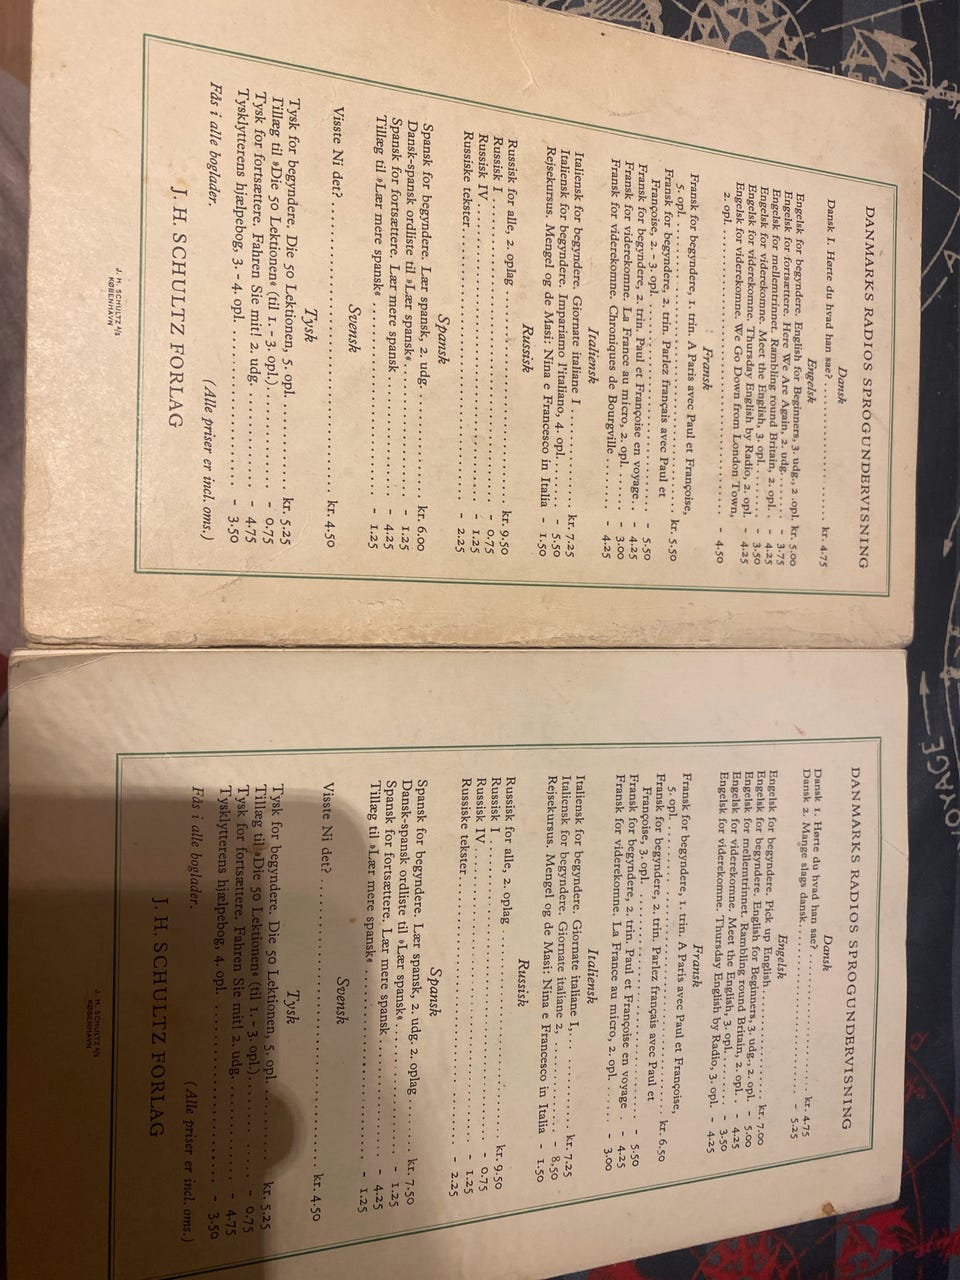 DANMARKS RADIOS SPROGUNDERVISNING
Dansk
Dansk 1. Hørte du hvad han sae? kr. 4.75
Engelsk
Engelsk for begyndere. English for Beginners, 3. udg., 2. opl. kr. 5.00
Engelsk for fortsættere. Here We Are Again, 2. udg. - 3.75
Engelsk for mellemtrinnet. Rambling round Britain, 2. opl. - 4.25
Engelsk for viderekomne. Meet the English, 3. opl. - 3.50
Engelsk for viderekomne. Thursday English by Radio, 2. opl. - 4.25
Engelsk for viderekomne. We Go Down from London Town,
2. opl. - 4.50
Fransk
Fransk for begyndere, 1. trin. A Paris avec Paul et Françoise,
5. opl. kr. 5.50
Fransk for begyndere, 2. trin. Parlez français avec Paul et
Françoise, 2.-3. opl. - 5.50
Fransk for begyndere, 2. trin. Paul et Françoise en voyage - 4.25
Fransk for viderekomne. La France au micro, 2. opl. - 3.00
Fransk for viderekomne. Chroniques de Bourgville - 4.25
Italiensk
Italiensk for begyndere. Giornate italiane I kr. 7.25
Italiensk for begyndere. Impariamo l'italiano, 4. opl. - 5.50
Rejsekursus. Mengel og de Masi: Nina e Francesco in Italia - 1.50
Russisk
Russisk for alle, 2. oplag kr. 9.50
Russisk I - 0.75
Russisk IV - 1.25
Russiske tekster - 2.25
Spansk
Spansk for begyndere. Lær spansk, 2. udg. kr. 6.00
Dansk-spansk ordliste til »Lær spansk« - 1.25
Spansk for fortsættere. Lær mere spansk - 4.25
Tillæg til »Lær mere spansk« - 1.25
Svensk
Visste Ni det? kr. 4.50
Tysk
Tysk for begyndere. Die 50 Lektionen, 5. opl. kr. 5.25
Tillæg til »Die 50 Lektionen« (til 1.-3. opl.) - 0.75
Tysk for fortsættere. Fahren Sie mit! 2. udg. - 4.75
Tysklytterens hjælpebog, 3.-4. opl. - 3.50
Fås i alle boglader. (Alle priser er incl. oms.)
J. H. SCHULTZ FORLAG
J. H. SCHULTZ A/S
KØBENHAVN
DANMARKS RADIOS SPROGUNDERVISNING
Dansk
Dansk 1. Hørte du hvad han sae? kr. 4.75
Dansk 2. Mange slags dansk - 5.25
Engelsk
Engelsk for begyndere. Pick up English kr. 7.00
Engelsk for begyndere. English for Beginners, 3. udg., 2. opl. - 5.00
Engelsk for mellemtrinnet. Rambling round Britain, 2. opl. - 4.25
Engelsk for viderekomne. Meet the English, 3. opl. - 3.50
Engelsk for viderekomne. Thursday English by Radio, 3. opl. - 4.25
Fransk
Fransk for begyndere, 1. trin. A Paris avec Paul et Françoise,
5. opl. kr. 6.50
Fransk for begyndere, 2. trin. Parlez français avec Paul et
Françoise, 3. opl. - 5.50
Fransk for begyndere, 2. trin. Paul et Françoise en voyage - 4.25
Fransk for viderekomne. La France au micro, 2. opl. - 3.00
Italiensk
Italiensk for begyndere. Giornate italiane 1, kr. 7.25
Italiensk for begyndere. Giornate italiane 2, - 8.50
Rejsekursus. Mengel og de Masi: Nina e Francesco in Italia - 1.50
Russisk
Russisk for alle, 2. oplag kr. 9.50
Russisk I - 0.75
Russisk IV - 1.25
Russiske tekster - 2.25
Spansk
Spansk for begyndere. Lær spansk, 2. udg. 2. oplag kr. 7.50
Dansk-spansk ordliste til »Lær spansk« - 1.25
Spansk for fortsættere. Lær mere spansk - 4.25
Tillæg til »Lær mere spansk« - 1.25
Svensk
Visste Ni det? kr. 4.50
Tysk
Tysk for begyndere. Die 50 Lektionen, 5. opl. kr. 5.25
Tillæg til »Die 50 Lektionen« (til 1.-3. opl.) - 0.75
Tysk for fortsættere. Fahren Sie mit! 2. udg. - 4.75
Tysklytterens hjælpebog, 4. opl. - 3.50
Fås i alle boglader. (Alle priser er incl. oms.)
J. H. SCHULTZ FORLAG
J. H. SCHULTZ A/S
KØBENHAVN
VOYAGE